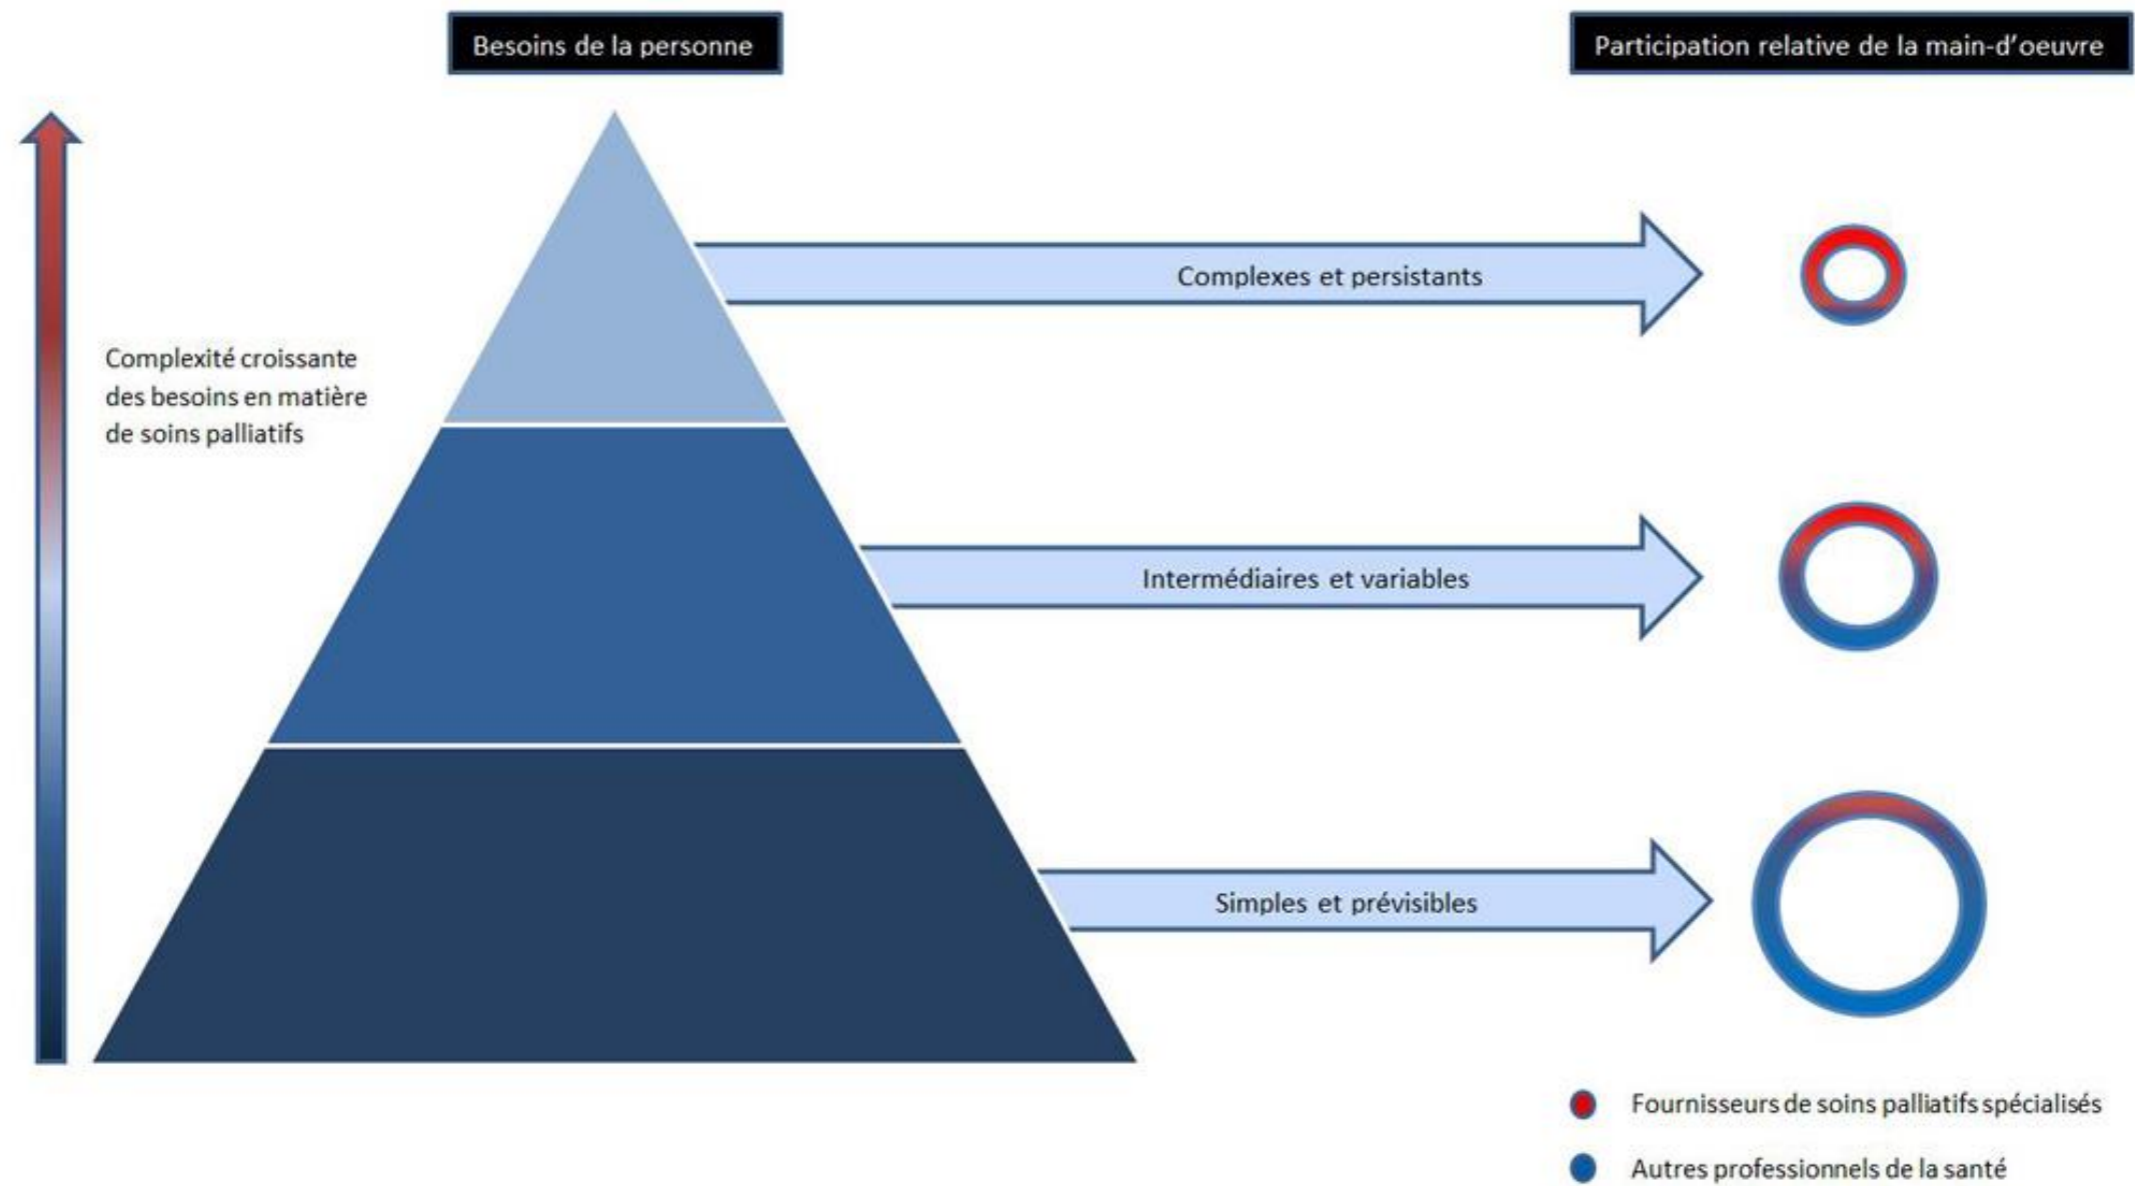 Besoins de la personne
Participation relative de la main-d'oeuvre
Complexes et persistants
Complexité croissante
des besoins en matière
de soins palliatifs
Intermédiaires et variables
Simples et prévisibles
Fournisseurs de soins palliatifs spécialisés
Autres professionnels de la santé